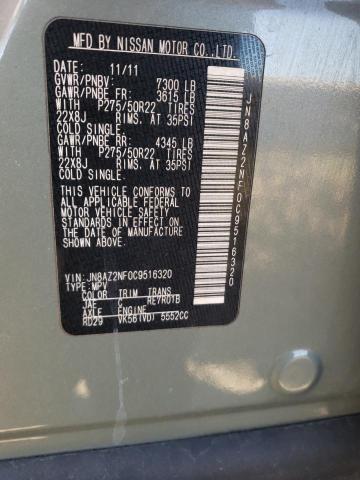 MFD BY NISSAN MOTOR CO.,LTD.
DATE: 11/11
GVWR/PNBV: 7300 LB
GAWR/PNBE FR: 3615 LB
WITH P275/50R22 TIRES
22X8J RIMS. AT 35PSI
COLD SINGLE.
GAWR/PNBE RR: 4345 LB
WITH P275/50R22 TIRES
22X8J RIMS. AT 35PSI
COLD SINGLE.
THIS VEHICLE CONFORMS TO
ALL APPLICABLE FEDERAL
MOTOR VEHICLE SAFETY
STANDARDS IN EFFECT ON
THE DATE OF MANUFACTURE
SHOWN ABOVE.
VIN: JN8AZ2NF0C9516320
TYPE: MPV
COLOR TRIM TRANS
JAE C RE7R01B
AXLE ENGINE
RD29 VK56(VD) 5552CC
JN8AZ2NF0C9516320